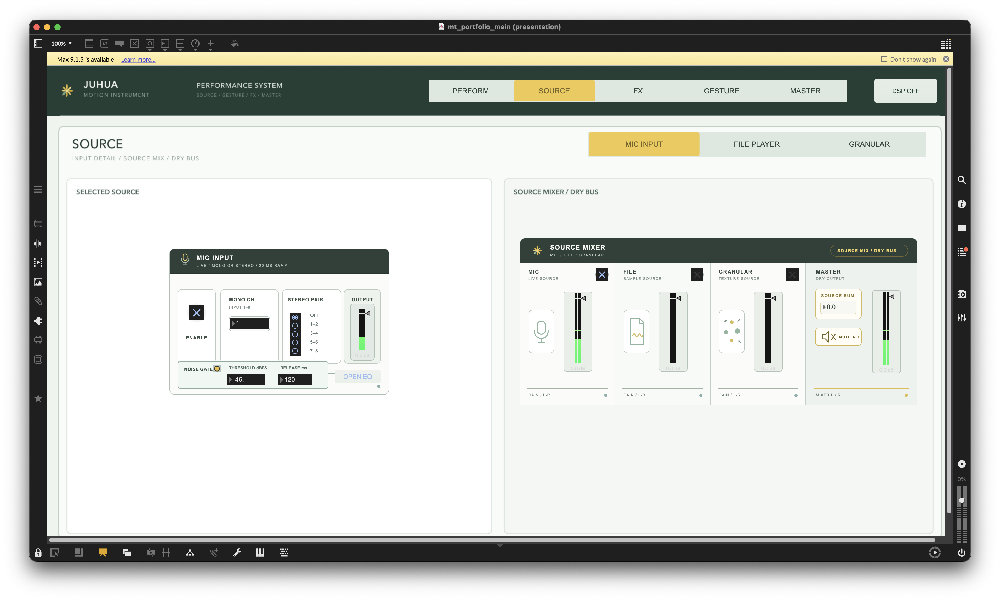 mt_portfolio_main (presentation)
100%
Max 9.1.5 is available Learn more... Don't show again
JUHUA
MOTION INSTRUMENT
PERFORMANCE SYSTEM
SOURCE / GESTURE / FX / MASTER
PERFORM SOURCE FX GESTURE MASTER
DSP OFF
SOURCE
INPUT DETAIL / SOURCE MIX / DRY BUS
MIC INPUT FILE PLAYER GRANULAR
SELECTED SOURCE
MIC INPUT
LIVE / MONO OR STEREO / 20 MS RAMP
ENABLE
MONO CH
INPUT 1–8
1
STEREO PAIR
OFF
1–2
3–4
5–6
7–8
OUTPUT
0.0 dB
NOISE GATE
THRESHOLD dBFS
-45.
RELEASE ms
120
OPEN EQ
SOURCE MIXER / DRY BUS
SOURCE MIXER
MIC / FILE / GRANULAR
SOURCE MIX / DRY BUS
MIC
LIVE SOURCE
0.0 dB
GAIN / L-R
FILE
SAMPLE SOURCE
0.0 dB
GAIN / L-R
GRANULAR
TEXTURE SOURCE
0.0 dB
GAIN / L-R
MASTER
DRY OUTPUT
SOURCE SUM
0.0
MUTE ALL
0.0 dB
MIXED L / R
0%